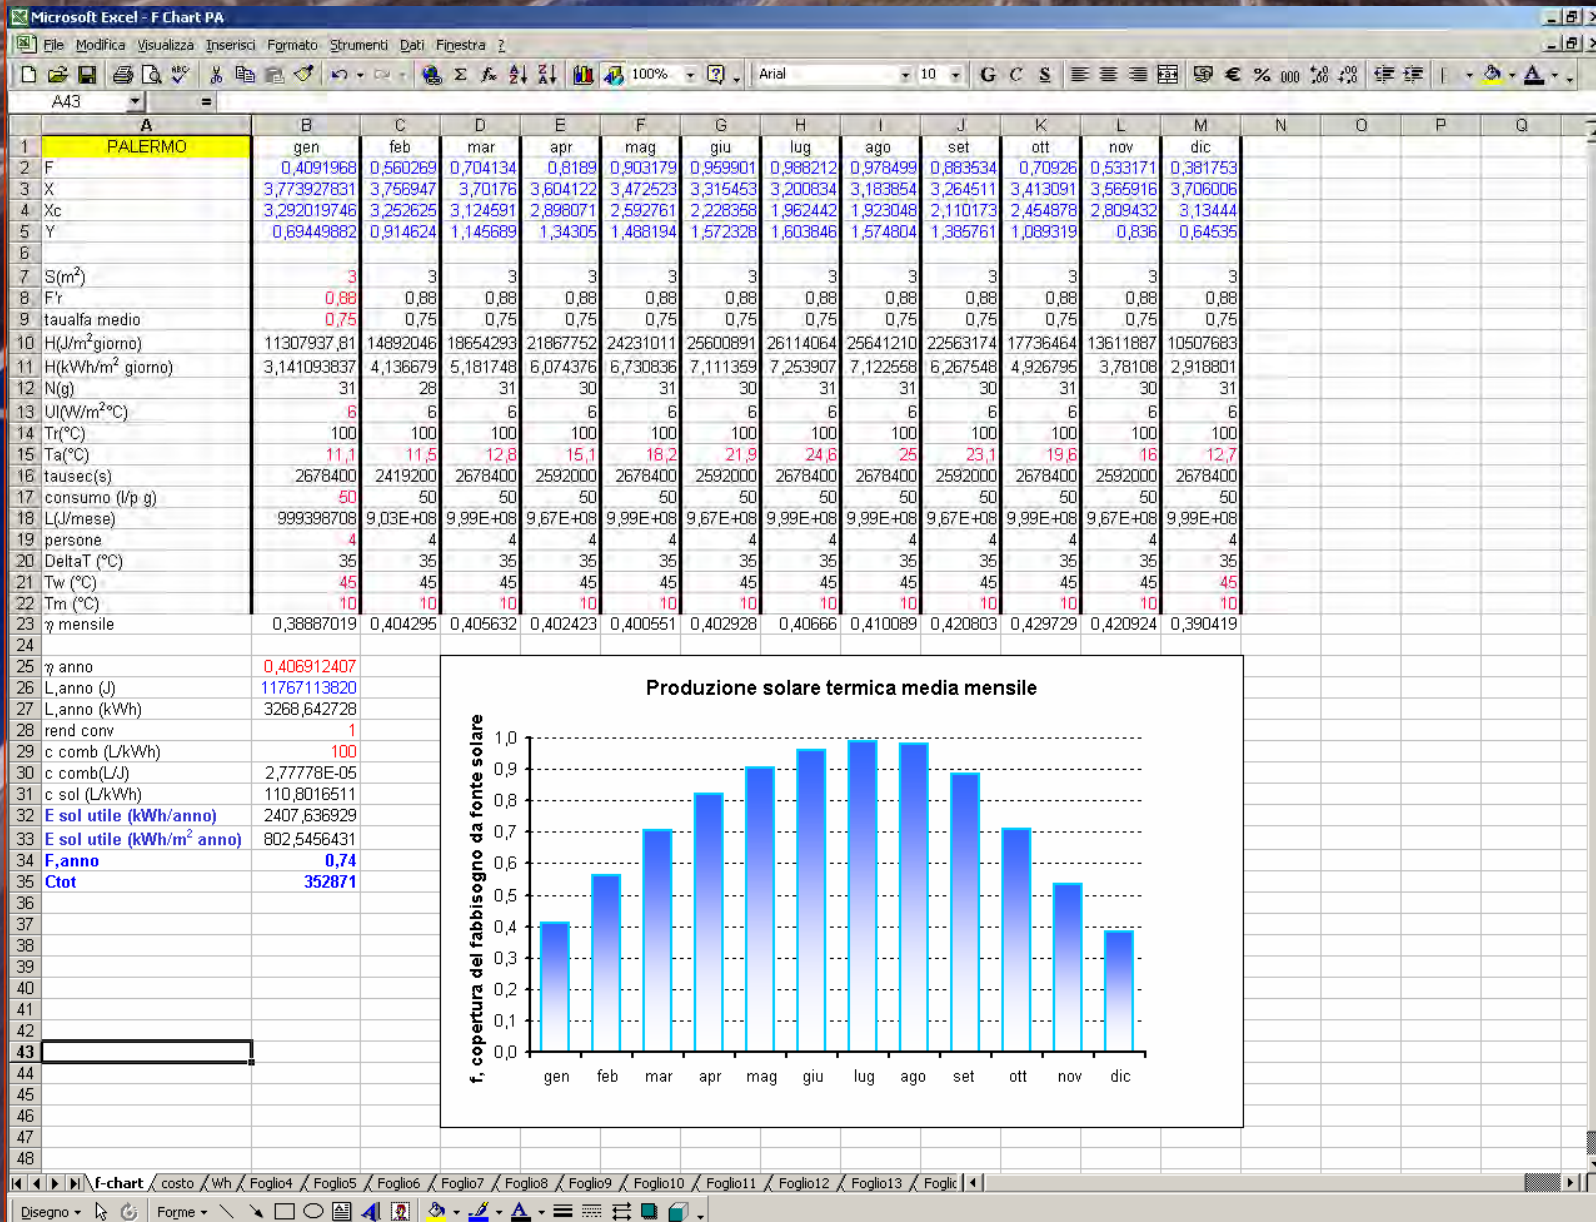 Microsoft Excel - F Chart PA
File Modifica Visualizza Inserisci Formato Strumenti Dati Finestra ?
100% Arial 10 G C S € % 000
A43 =
A B C D E F G H I J K L M N O P Q
1 PALERMO gen feb mar apr mag giu lug ago set ott nov dic
2 F 0,4091968 0,560269 0,704134 0,8189 0,903179 0,959901 0,988212 0,978499 0,883534 0,70926 0,533171 0,381753
3 X 3,773927831 3,756947 3,70176 3,604122 3,472523 3,315453 3,200834 3,183854 3,264511 3,413091 3,565916 3,706006
4 Xc 3,292019746 3,252625 3,124591 2,898071 2,592761 2,228358 1,962442 1,923048 2,110173 2,454878 2,809432 3,13444
5 Y 0,69449882 0,914624 1,145689 1,34305 1,488194 1,572328 1,603846 1,574804 1,385761 1,089319 0,836 0,64535
6
7 S(m²) 3 3 3 3 3 3 3 3 3 3 3 3
8 F'r 0,88 0,88 0,88 0,88 0,88 0,88 0,88 0,88 0,88 0,88 0,88 0,88
9 taualfa medio 0,75 0,75 0,75 0,75 0,75 0,75 0,75 0,75 0,75 0,75 0,75 0,75
10 H(J/m²giorno) 11307937,81 14892046 18654293 21867752 24231011 25600891 26114064 25641210 22563174 17736464 13611887 10507683
11 H(kWh/m² giorno) 3,141093837 4,136679 5,181748 6,074376 6,730836 7,111359 7,253907 7,122558 6,267548 4,926795 3,78108 2,918801
12 N(g) 31 28 31 30 31 30 31 31 30 31 30 31
13 Ul(W/m²°C) 6 6 6 6 6 6 6 6 6 6 6 6
14 Tr(°C) 100 100 100 100 100 100 100 100 100 100 100 100
15 Ta(°C) 11,1 11,5 12,8 15,1 18,2 21,9 24,6 25 23,1 19,6 16 12,7
16 tausec(s) 2678400 2419200 2678400 2592000 2678400 2592000 2678400 2678400 2592000 2678400 2592000 2678400
17 consumo (l/p g) 50 50 50 50 50 50 50 50 50 50 50 50
18 L(J/mese) 999398708 9,03E+08 9,99E+08 9,67E+08 9,99E+08 9,67E+08 9,99E+08 9,99E+08 9,67E+08 9,99E+08 9,67E+08 9,99E+08
19 persone 4 4 4 4 4 4 4 4 4 4 4 4
20 DeltaT (°C) 35 35 35 35 35 35 35 35 35 35 35 35
21 Tw (°C) 45 45 45 45 45 45 45 45 45 45 45 45
22 Tm (°C) 10 10 10 10 10 10 10 10 10 10 10 10
23 η mensile 0,38887019 0,404295 0,405632 0,402423 0,400551 0,402928 0,40666 0,410089 0,420803 0,429729 0,420924 0,390419
24
25 η anno 0,406912407
26 L,anno (J) 11767113820
27 L,anno (kWh) 3268,642728
28 rend conv 1
29 c comb (L/kWh) 100
30 c comb(L/J) 2,77778E-05
31 c sol (L/kWh) 110,8016511
32 E sol utile (kWh/anno) 2407,636929
33 E sol utile (kWh/m² anno) 802,5456431
34 F,anno 0,74
35 Ctot 352871
36
37
38
39
40
41
42
43
44
45
46
47
48
Produzione solare termica media mensile
f, copertura del fabbisogno da fonte solare
1,0
0,9
0,8
0,7
0,6
0,5
0,4
0,3
0,2
0,1
0,0
gen feb mar apr mag giu lug ago set ott nov dic
f-chart costo Wh Foglio4 Foglio5 Foglio6 Foglio7 Foglio8 Foglio9 Foglio10 Foglio11 Foglio12 Foglio13 Foglic
Disegno Forme